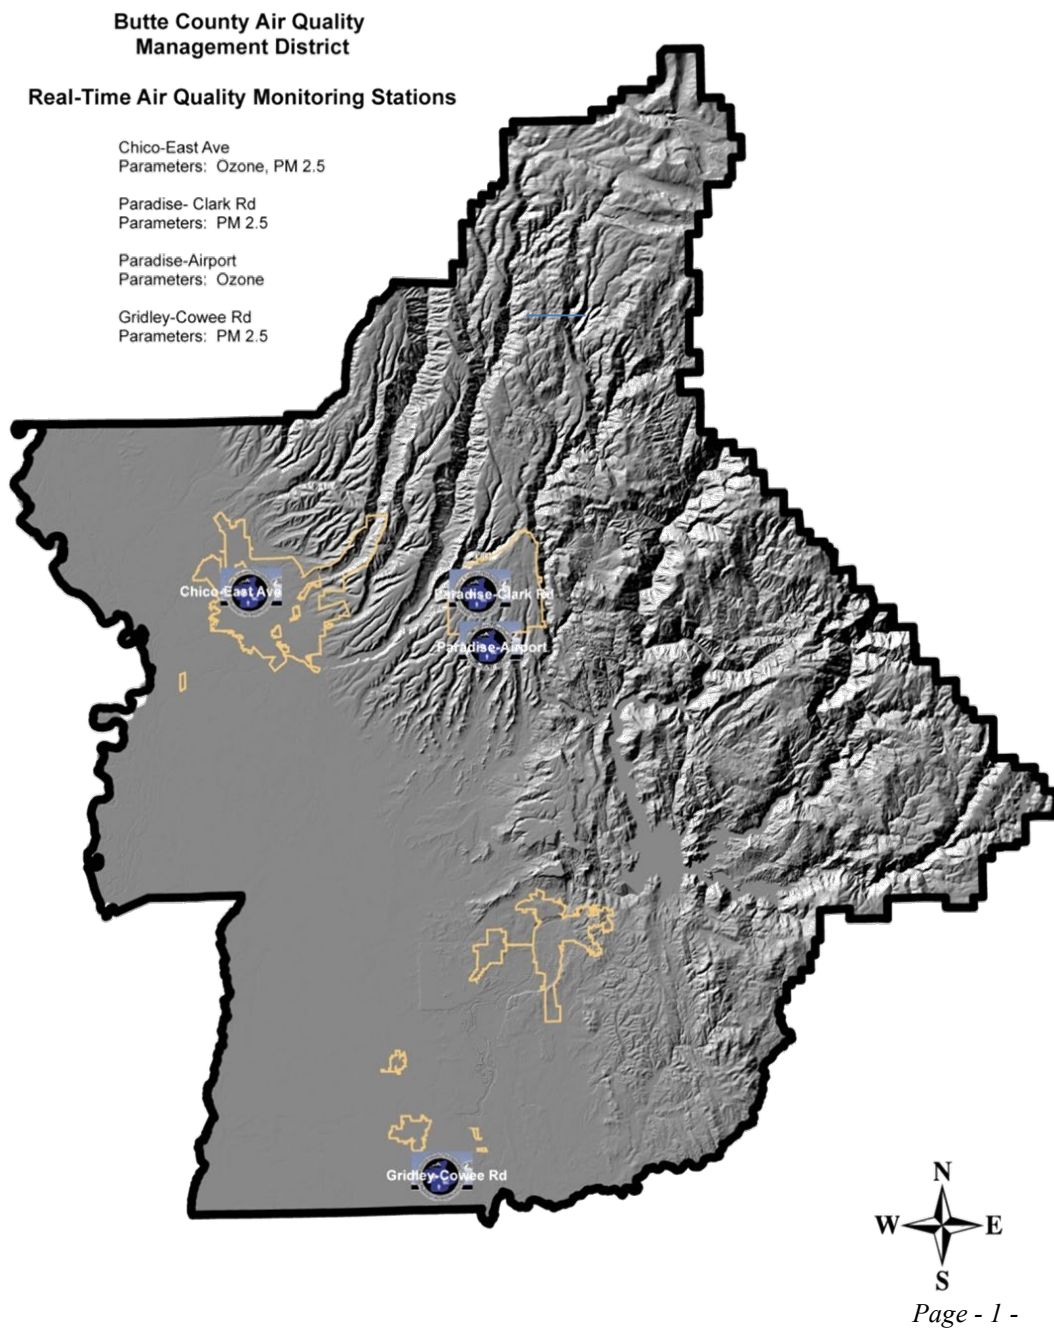 Butte County Air Quality
Management District
Real-Time Air Quality Monitoring Stations
Chico-East Ave
Parameters: Ozone, PM 2.5
Paradise- Clark Rd
Parameters: PM 2.5
Paradise-Airport
Parameters: Ozone
Gridley-Cowee Rd
Parameters: PM 2.5
Chico-East Ave
Paradise-Clark Rd
Paradise-Airport
Gridley-Cowee Rd
N
W E
S
Page - 1 -